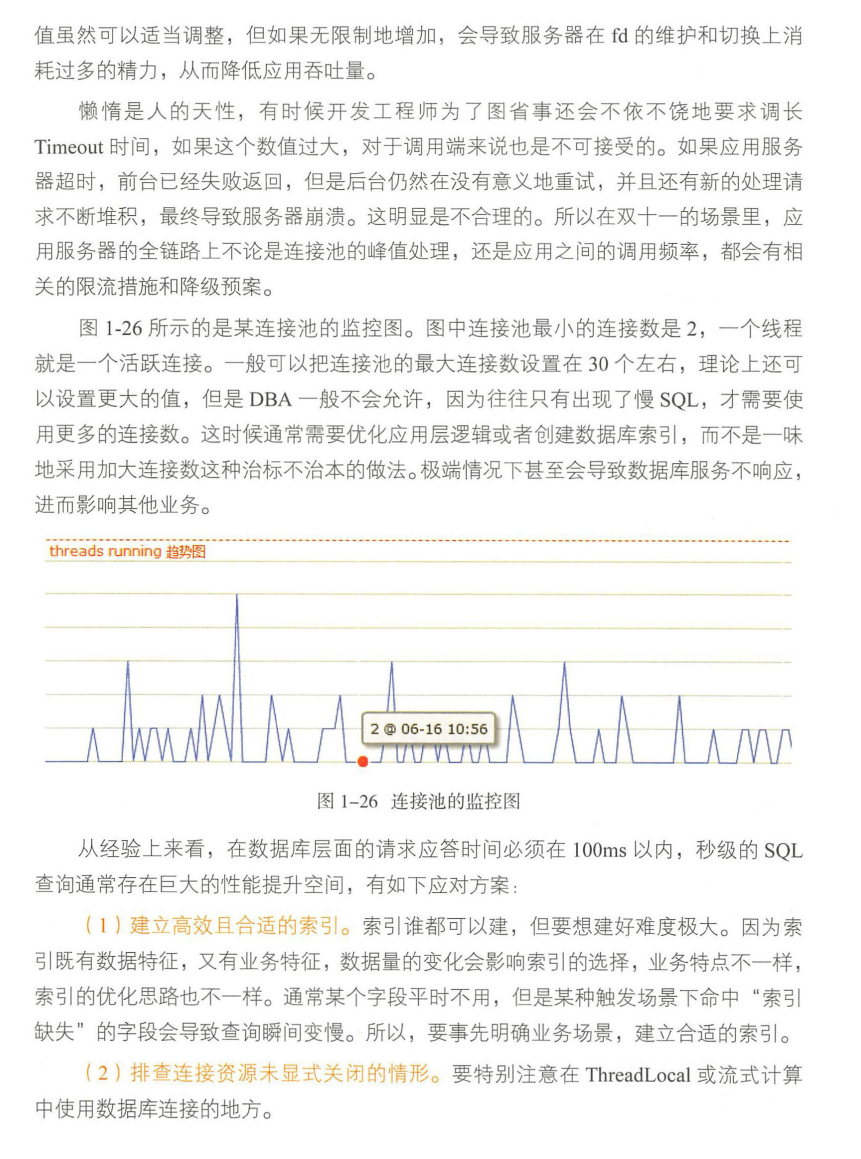 值虽然可以适当调整，但如果无限制地增加，会导致服务器在 fd 的维护和切换上消
耗过多的精力，从而降低应用吞吐量。
懒惰是人的天性，有时候开发工程师为了图省事还会不依不饶地要求调长
Timeout 时间，如果这个数值过大，对于调用端来说也是不可接受的。如果应用服务
器超时，前台已经失败返回，但是后台仍然在没有意义地重试，并且还有新的处理请
求不断堆积，最终导致服务器崩溃。这明显是不合理的。所以在双十一的场景里，应
用服务器的全链路上不论是连接池的峰值处理，还是应用之间的调用频率，都会有相
关的限流措施和降级预案。
图 1-26 所示的是某连接池的监控图。图中连接池最小的连接数是 2，一个线程
就是一个活跃连接。一般可以把连接池的最大连接数设置在 30 个左右，理论上还可
以设置更大的值，但是 DBA 一般不会允许，因为往往只有出现了慢 SQL，才需要使
用更多的连接数。这时候通常需要优化应用层逻辑或者创建数据库索引，而不是一味
地采用加大连接数这种治标不治本的做法。极端情况下甚至会导致数据库服务不响应，
进而影响其他业务。
threads running 趋势图
2 @ 06-16 10:56
图 1-26 连接池的监控图
从经验上来看，在数据库层面的请求应答时间必须在 100ms 以内，秒级的 SQL
查询通常存在巨大的性能提升空间，有如下应对方案：
（1）建立高效且合适的索引。索引谁都可以建，但要想建好难度极大。因为索
引既有数据特征，又有业务特征，数据量的变化会影响索引的选择，业务特点不一样，
索引的优化思路也不一样。通常某个字段平时不用，但是某种触发场景下命中“索引
缺失”的字段会导致查询瞬间变慢。所以，要事先明确业务场景，建立合适的索引。
（2）排查连接资源未显式关闭的情形。要特别注意在 ThreadLocal 或流式计算
中使用数据库连接的地方。